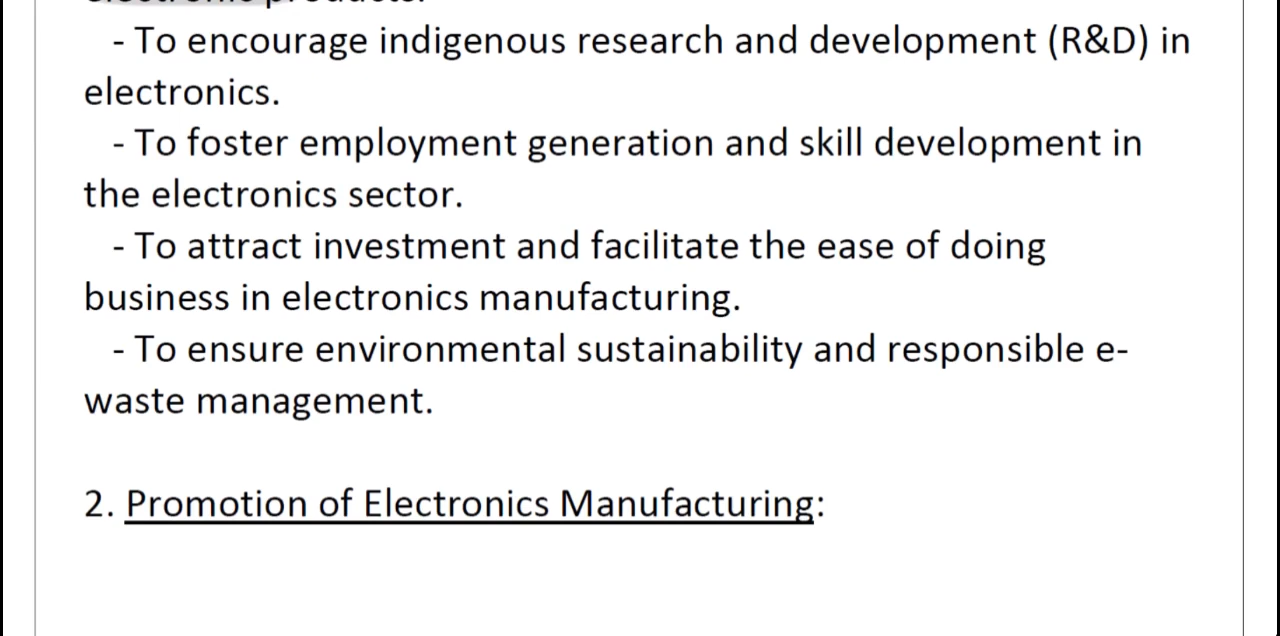 - To encourage indigenous research and development (R&D) in
electronics.
- To foster employment generation and skill development in
the electronics sector.
- To attract investment and facilitate the ease of doing
business in electronics manufacturing.
- To ensure environmental sustainability and responsible e-
waste management.
2. Promotion of Electronics Manufacturing: